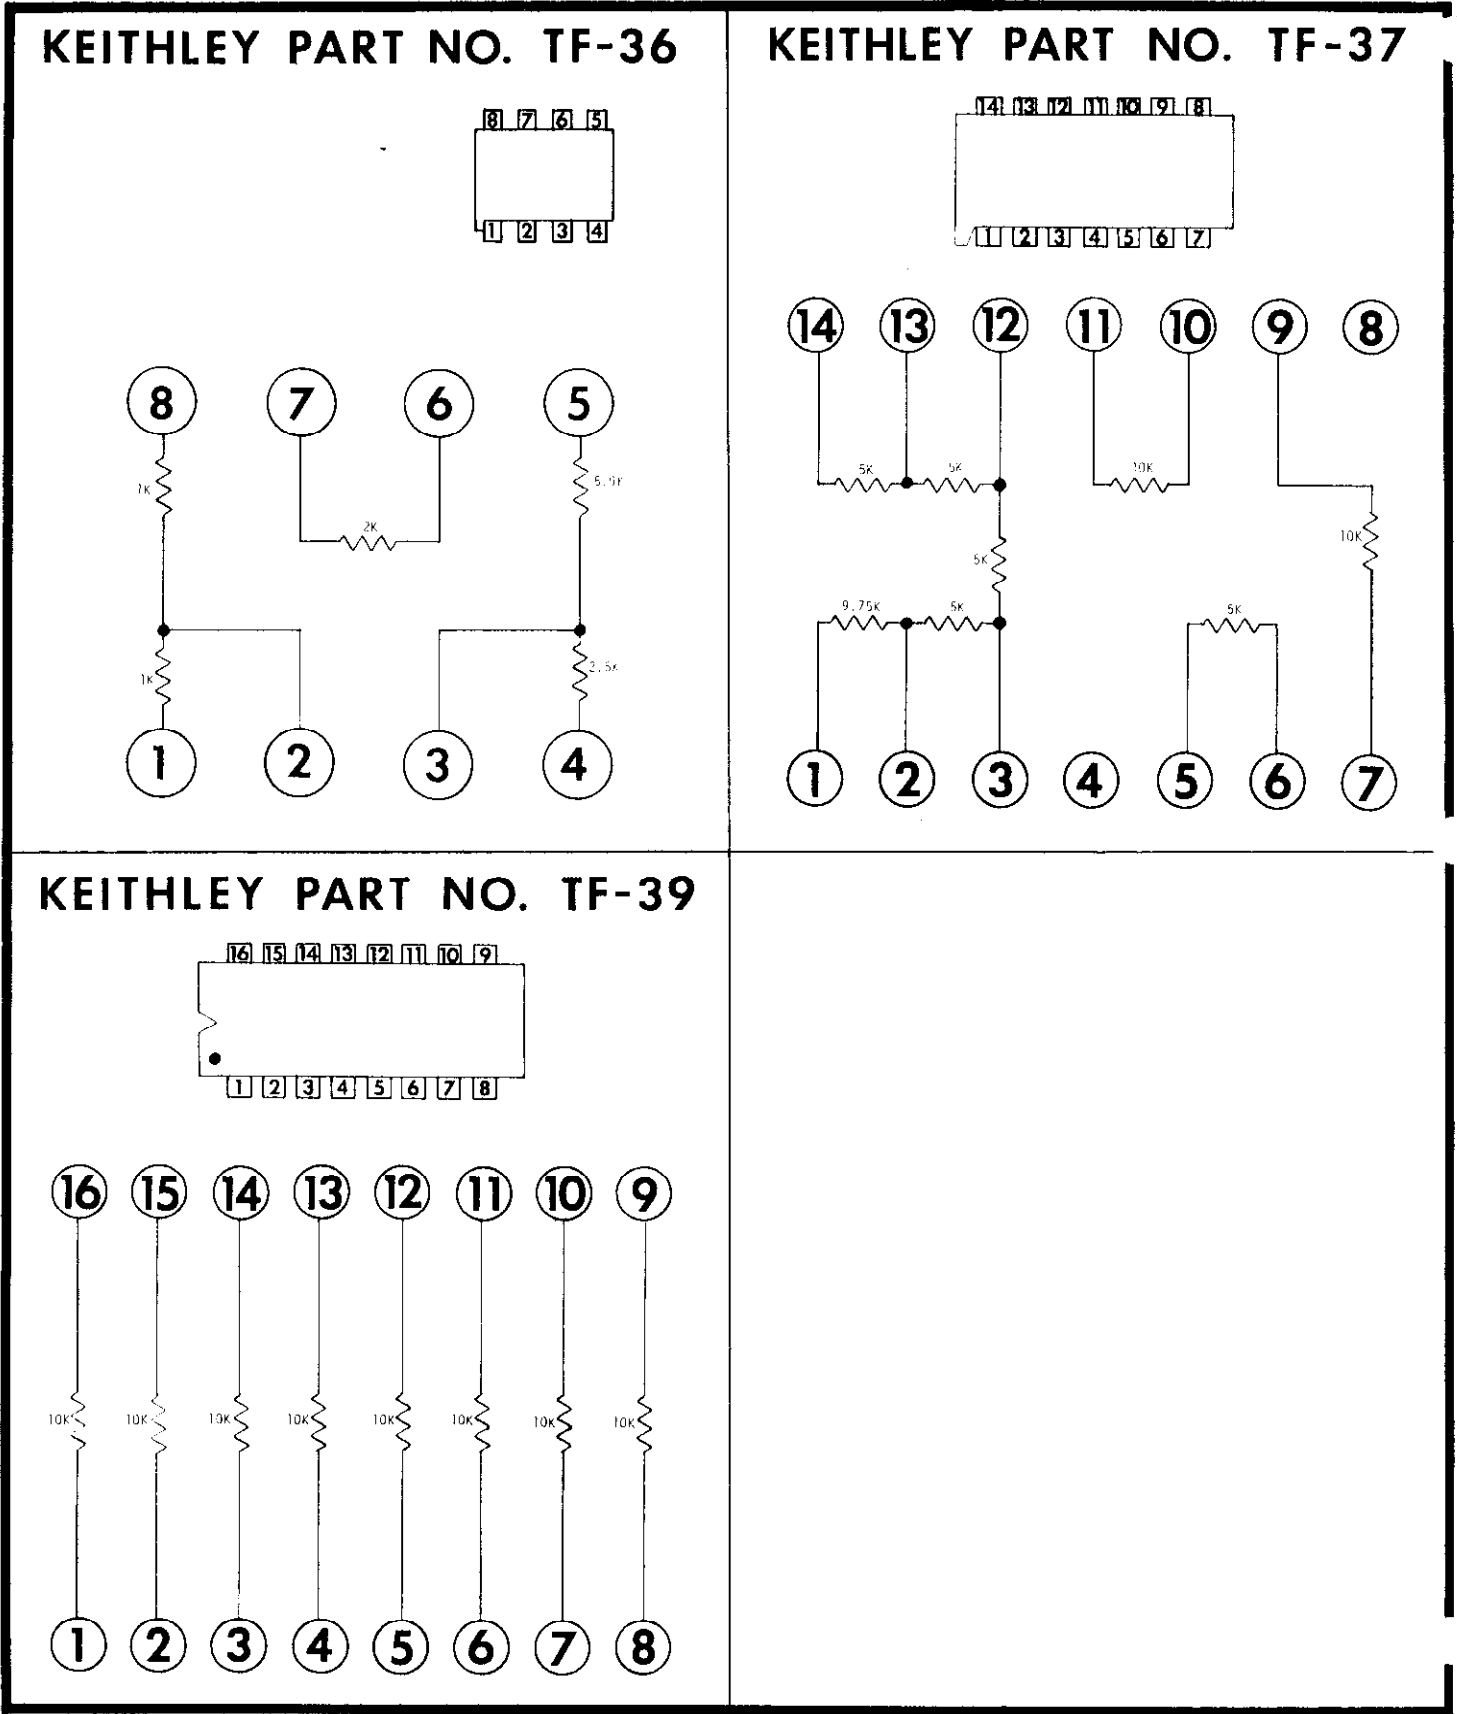 KEITHLEY PART NO. TF-36
8 7 6 5
1 2 3 4
8 7 6 5
1K
2K
1K
1 2 3 4
KEITHLEY PART NO. TF-37
14 13 12 11 10 9 8
1 2 3 4 5 6 7
14 13 12 11 10 9 8
5K 5K 10K
10K
5K
9.75K 5K 5K
1 2 3 4 5 6 7
KEITHLEY PART NO. TF-39
16 15 14 13 12 11 10 9
1 2 3 4 5 6 7 8
16 15 14 13 12 11 10 9
10K 10K 10K 10K 10K 10K 10K 10K
1 2 3 4 5 6 7 8